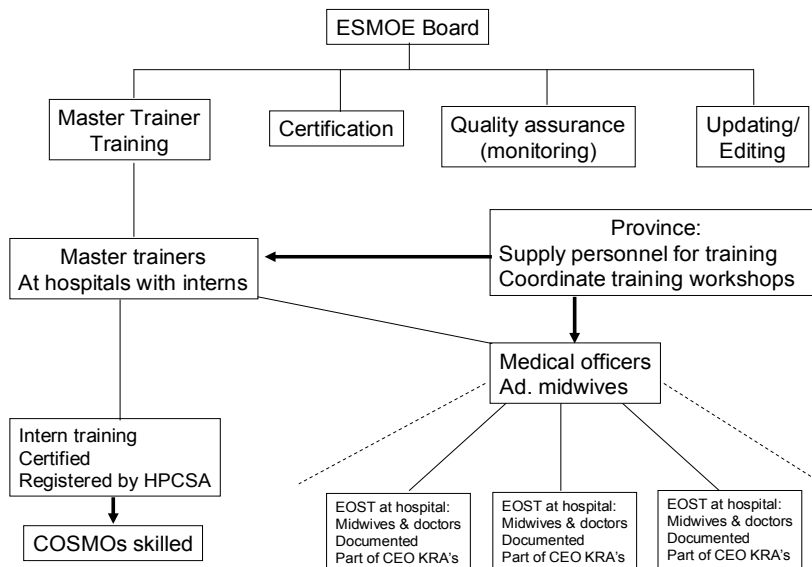 ESMOE Board
Master Trainer
Training
Certification
Quality assurance
(monitoring)
Updating/
Editing
Master trainers
At hospitals with interns
Province:
Supply personnel for training
Coordinate training workshops
Medical officers
Ad. midwives
Intern training
Certified
Registered by HPCSA
COSMOs skilled
EOST at hospital:
Midwives & doctors
Documented
Part of CEO KRA's
EOST at hospital:
Midwives & doctors
Documented
Part of CEO KRA's
EOST at hospital:
Midwives & doctors
Documented
Part of CEO KRA's